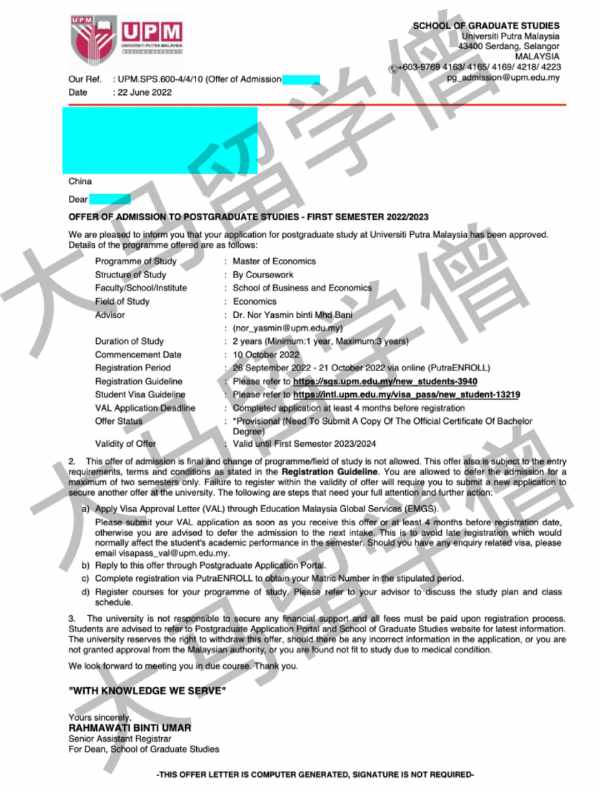 UPM
UPM
UNIVERSITI PUTRA MALAYSIA
SCHOOL OF GRADUATE STUDIES
Universiti Putra Malaysia
43400 Serdang, Selangor
MALAYSIA
+603-9769 4163/ 4165/ 4169/ 4218/ 4223
pg_admission@upm.edu.my
Our Ref. : UPM.SPS.600-4/4/10 (Offer of Admission
Date : 22 June 2022
China
Dear
OFFER OF ADMISSION TO POSTGRADUATE STUDIES - FIRST SEMESTER 2022/2023
We are pleased to inform you that your application for postgraduate study at Universiti Putra Malaysia has been approved.
Details of the programme offered are as follows:
Programme of Study : Master of Economics
Structure of Study : By Coursework
Faculty/School/Institute : School of Business and Economics
Field of Study : Economics
Advisor : Dr. Nor Yasmin binti Mhd Bani
: (nor_yasmin@upm.edu.my)
Duration of Study : 2 years (Minimum:1 year, Maximum:3 years)
Commencement Date : 10 October 2022
Registration Period : 26 September 2022 - 21 October 2022 via online (PutraENROLL)
Registration Guideline : Please refer to https://sgs.upm.edu.my/new_students-3940
Student Visa Guideline : Please refer to https://intl.upm.edu.my/visa_pass/new_student-13219
VAL Application Deadline : Completed application at least 4 months before registration
Offer Status : *Provisional (Need To Submit A Copy Of The Official Certificate Of Bachelor
Degree)
Validity of Offer : Valid until First Semester 2023/2024
2. This offer of admission is final and change of programme/field of study is not allowed. This offer also is subject to the entry
requirements, terms and conditions as stated in the Registration Guideline. You are allowed to defer the admission for a
maximum of two semesters only. Failure to register within the validity of offer will require you to submit a new application to
secure another offer at the university. The following are steps that need your full attention and further action:
a) Apply Visa Approval Letter (VAL) through Education Malaysia Global Services (EMGS).
Please submit your VAL application as soon as you receive this offer or at least 4 months before registration date,
otherwise you are advised to defer the admission to the next intake. This is to avoid late registration which would
normally affect the student's academic performance in the semester. Should you have any enquiry related visa, please
email visapass_val@upm.edu.my.
b) Reply to this offer through Postgraduate Application Portal.
c) Complete registration via PutraENROLL to obtain your Matric Number in the stipulated period.
d) Register courses for your programme of study. Please refer to your advisor to discuss the study plan and class
schedule.
3. The university is not responsible to secure any financial support and all fees must be paid upon registration process.
Students are advised to refer to Postgraduate Application Portal and School of Graduate Studies website for latest information.
The university reserves the right to withdraw this offer, should there be any incorrect information in the application, or you are
not granted approval from the Malaysian authority, or you are found not fit to study due to medical condition.
We look forward to meeting you in due course. Thank you.
"WITH KNOWLEDGE WE SERVE"
Yours sincerely,
RAHMAWATI BINTI UMAR
Senior Assistant Registrar
For Dean, School of Graduate Studies
-THIS OFFER LETTER IS COMPUTER GENERATED, SIGNATURE IS NOT REQUIRED-
大马留学僧
大马留学僧
大马留学僧